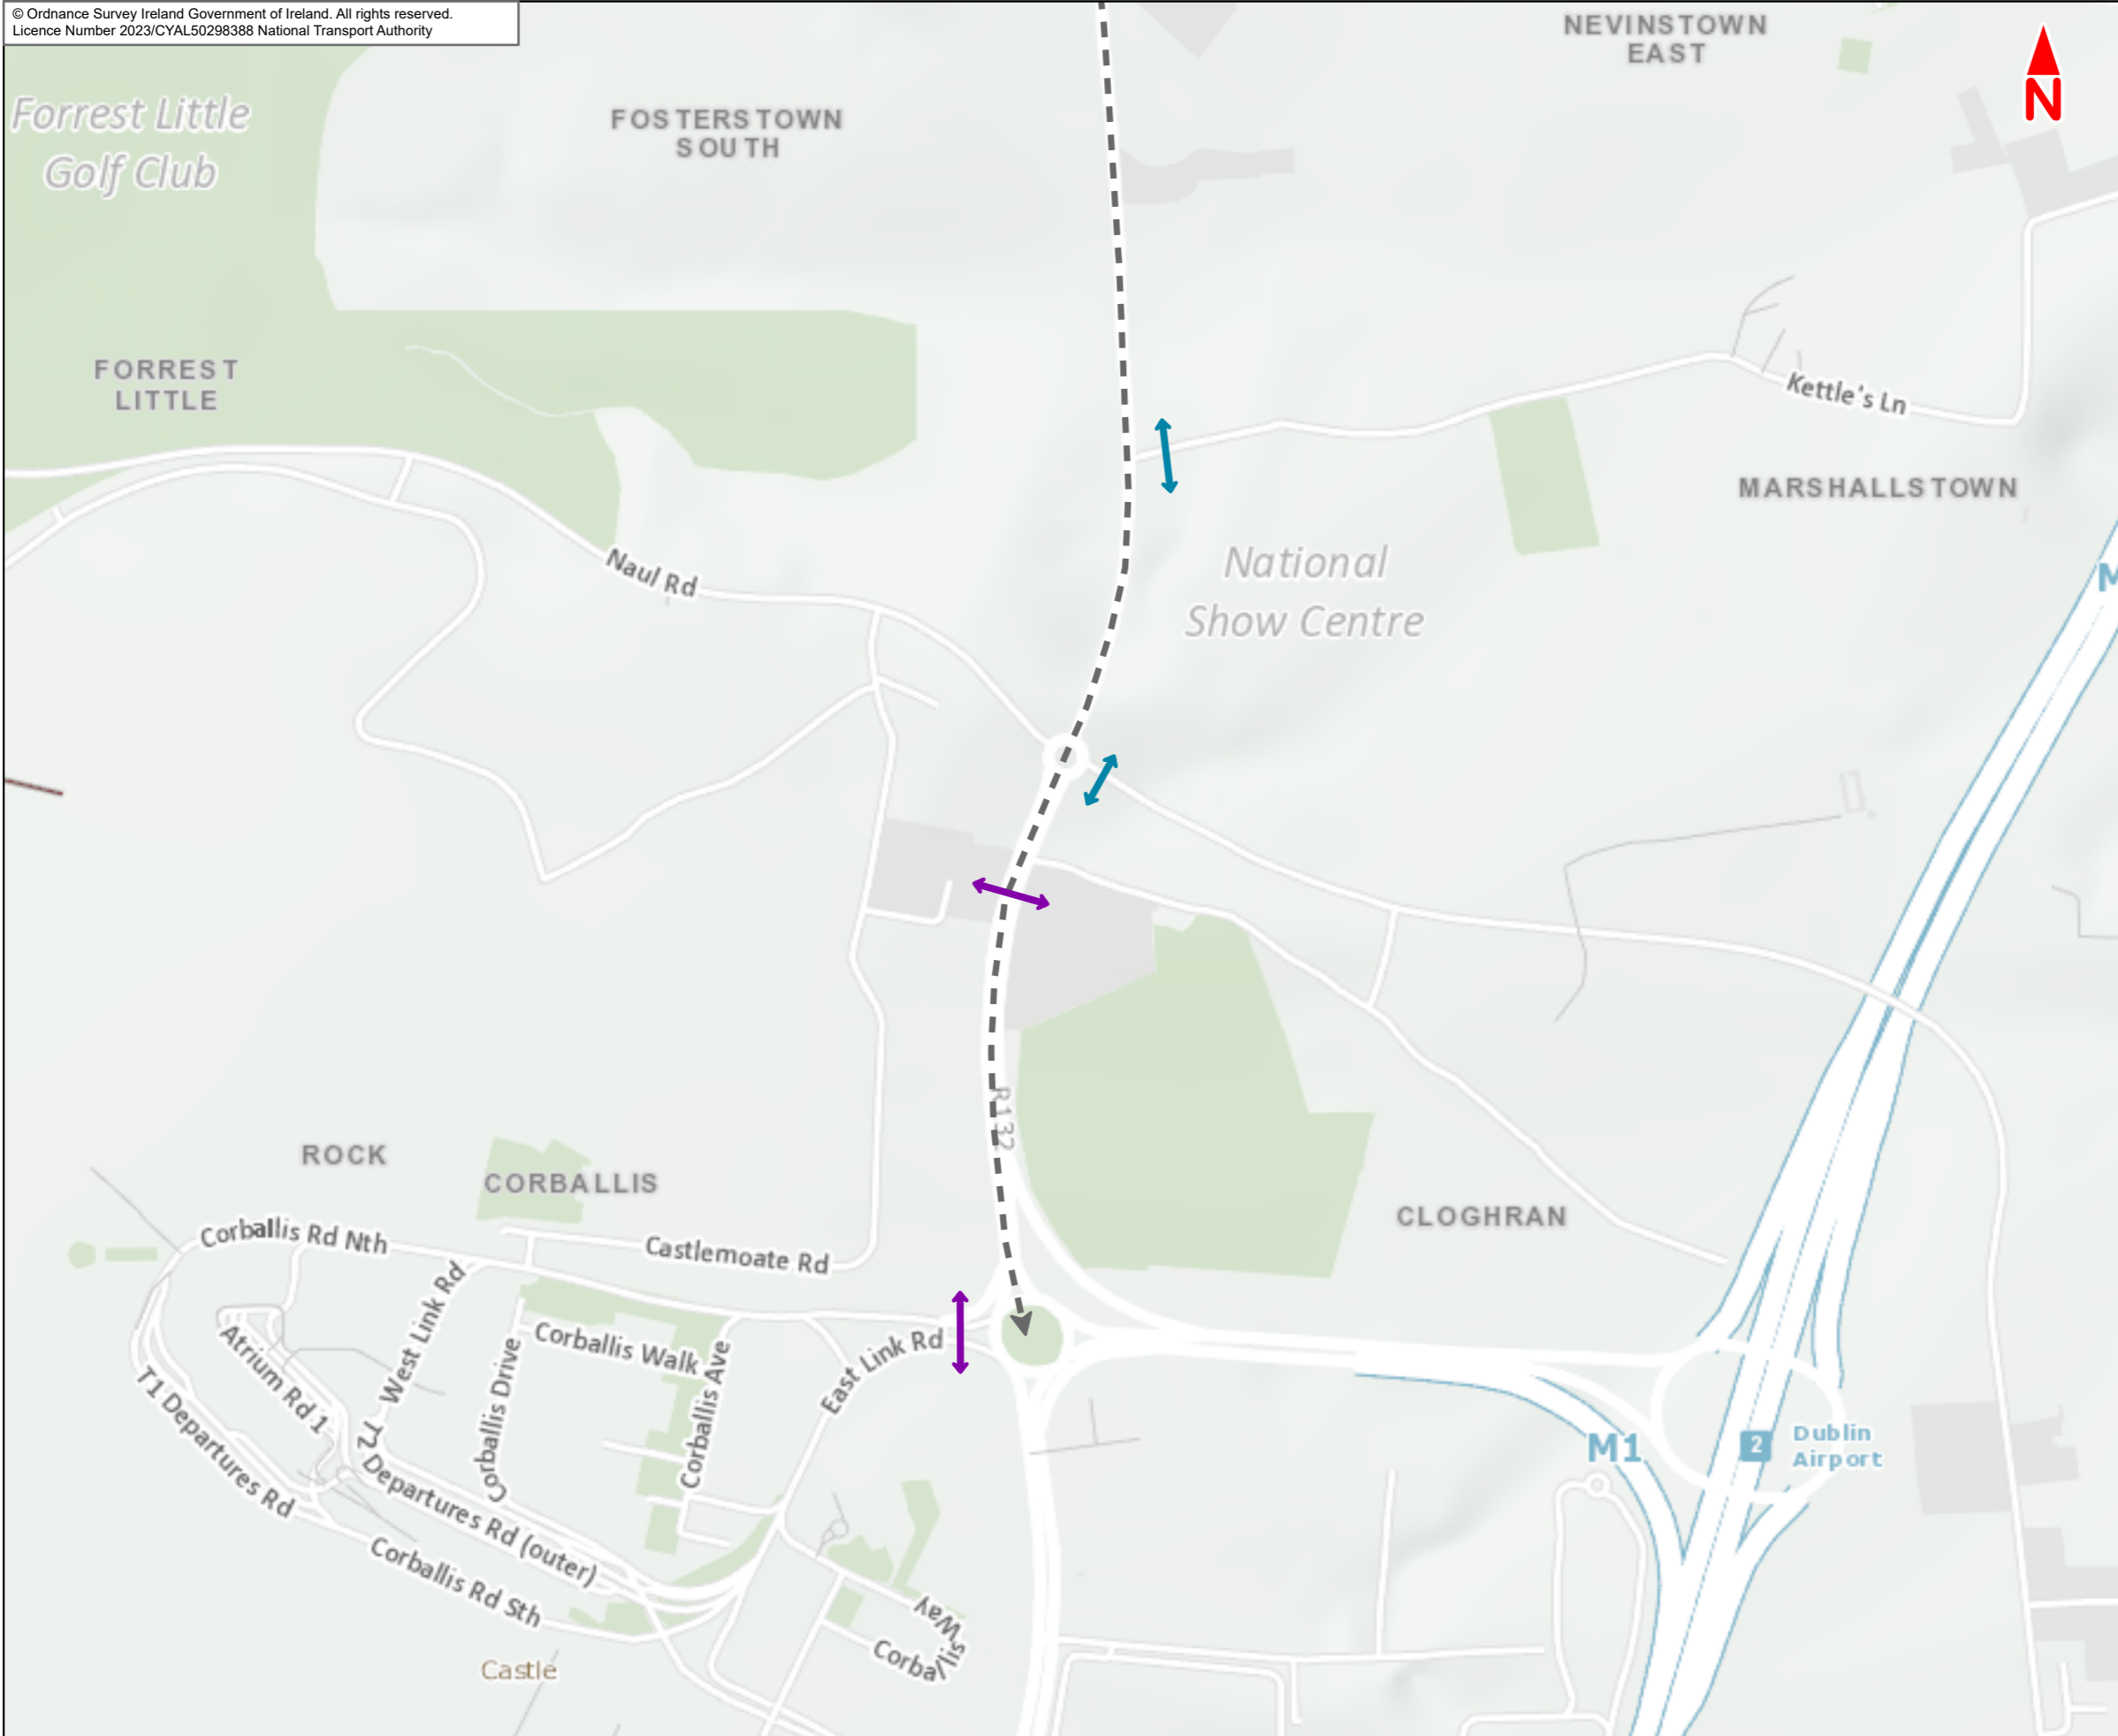 © Ordnance Survey Ireland Government of Ireland. All rights reserved.
Licence Number 2023/CYAL50298388 National Transport Authority
NEVINSTOWN
EAST
N
Forrest Little
Golf Club
FOSTERSTOWN
SOUTH
FORREST
LITTLE
Kettle's Ln
MARSHALLSTOWN
National
Show Centre
Naul Rd
M
R132
ROCK
CORBALLIS
CLOGHRAN
Corballis Rd Nth
Castlemoate Rd
West Link Rd
Atrium Rd 1
Corballis Walk
East Link Rd
Corballis Drive
Corballis Ave
T1 Departures Rd
T2 Departures Rd (outer)
M1
2
Dublin
Airport
Corballis Rd Sth
Corballis Way
Castle